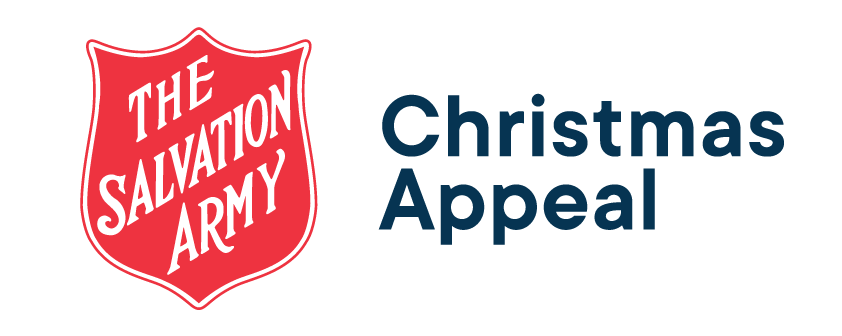 THE
SALVATION
ARMY
Christmas
Appeal